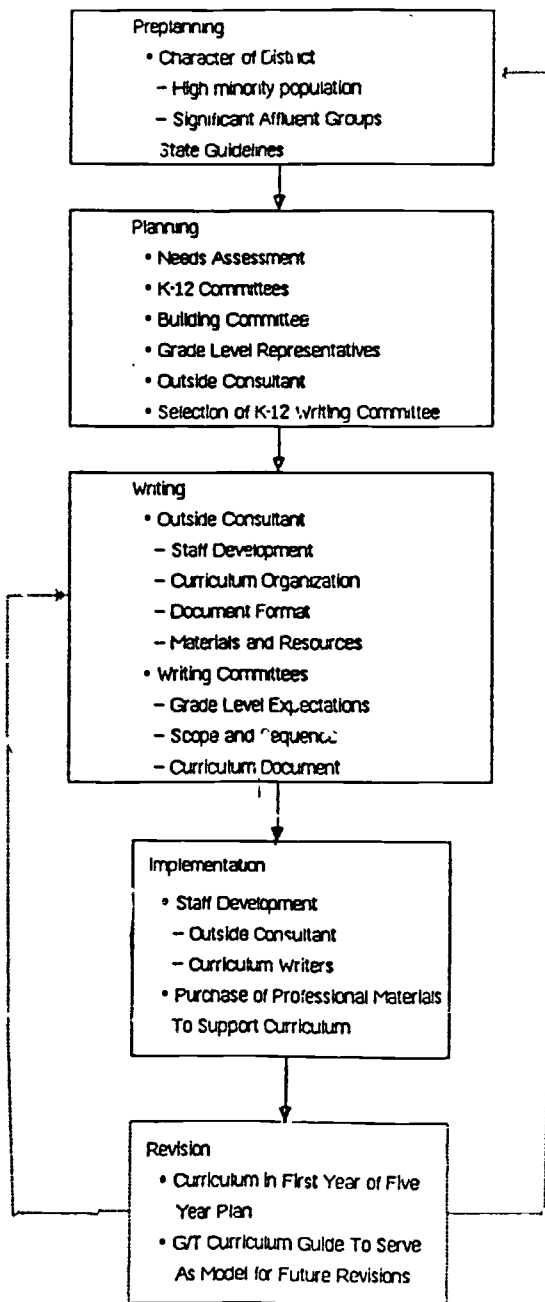 Preplanning
• Character of District
– High minority population
– Significant Affluent Groups
State Guidelines
Planning
• Needs Assessment
• K-12 Committees
• Building Committee
• Grade Level Representatives
• Outside Consultant
• Selection of K-12 Writing Committee
Writing
• Outside Consultant
– Staff Development
– Curriculum Organization
– Document Format
– Materials and Resources
• Writing Committees
– Grade Level Expectations
– Scope and Sequence
– Curriculum Document
Implementation
• Staff Development
– Outside Consultant
– Curriculum Writers
• Purchase of Professional Materials
To Support Curriculum
Revision
• Curriculum in First Year of Five
Year Plan
• G/T Curriculum Guide To Serve
As Model for Future Revisions